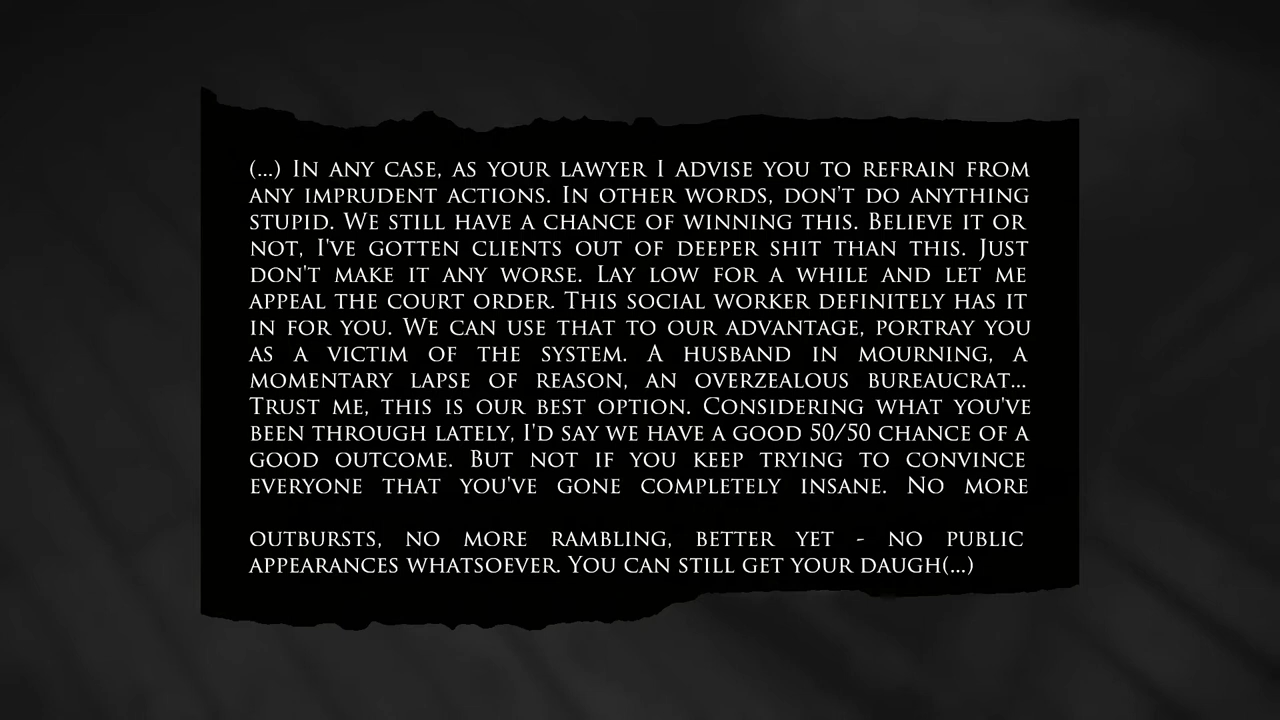 (...) In any case, as your lawyer I advise you to refrain from
any imprudent actions. In other words, don't do anything
stupid. We still have a chance of winning this. Believe it or
not, I've gotten clients out of deeper shit than this. Just
don't make it any worse. Lay low for a while and let me
appeal the court order. This social worker definitely has it
in for you. We can use that to our advantage, portray you
as a victim of the system. A husband in mourning, a
momentary lapse of reason, an overzealous bureaucrat...
Trust me, this is our best option. Considering what you've
been through lately, I'd say we have a good 50/50 chance of a
good outcome. But not if you keep trying to convince
everyone that you've gone completely insane. No more
outbursts, no more rambling, better yet - no public
appearances whatsoever. You can still get your daugh(...)